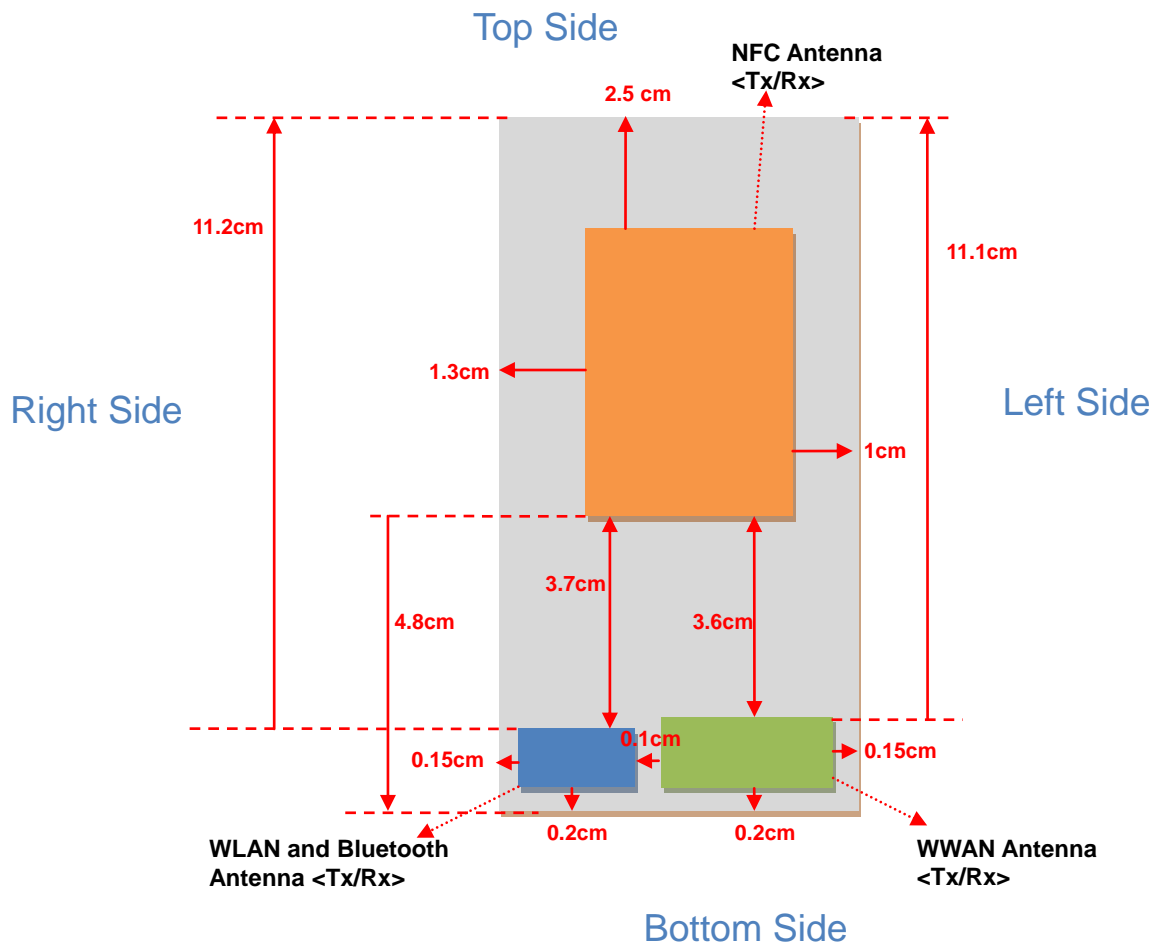 Top Side
NFC Antenna
<Tx/Rx>
2.5 cm
11.2cm
11.1cm
1.3cm
Right Side
Left Side
1cm
3.7cm
4.8cm
3.6cm
0.1cm
0.15cm
0.15cm
0.2cm
0.2cm
WLAN and Bluetooth
Antenna <Tx/Rx>
WWAN Antenna
<Tx/Rx>
Bottom Side